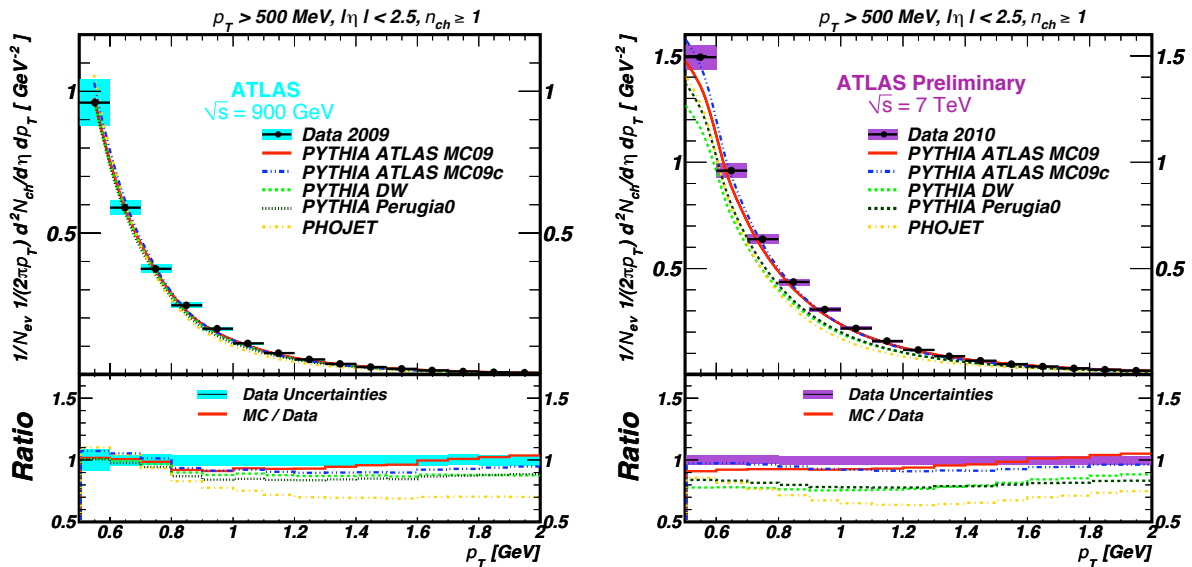 p_T > 500 MeV, | η | < 2.5, n_ch ≥ 1
1/N_ev 1/(2πp_T) d²N_ch/dη dp_T [ GeV⁻² ]
1
0.5
1
0.5
ATLAS
√s = 900 GeV
Data 2009
PYTHIA ATLAS MC09
PYTHIA ATLAS MC09c
PYTHIA DW
PYTHIA Perugia0
PHOJET
Ratio
1.5
1
0.5
1.5
1
0.5
Data Uncertainties
MC / Data
0.6 0.8 1 1.2 1.4 1.6 1.8 2
p_T [GeV]
p_T > 500 MeV, | η | < 2.5, n_ch ≥ 1
1/N_ev 1/(2πp_T) d²N_ch/dη dp_T [ GeV⁻² ]
1.5
1
0.5
1.5
1
0.5
ATLAS Preliminary
√s = 7 TeV
Data 2010
PYTHIA ATLAS MC09
PYTHIA ATLAS MC09c
PYTHIA DW
PYTHIA Perugia0
PHOJET
Ratio
1.5
1
0.5
1.5
1
0.5
Data Uncertainties
MC / Data
0.6 0.8 1 1.2 1.4 1.6 1.8 2
p_T [GeV]